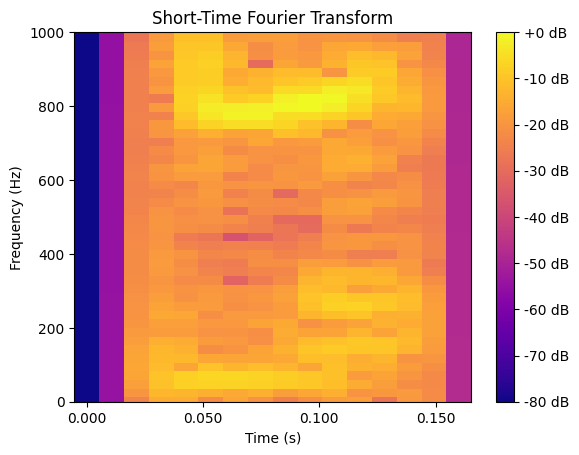 Short-Time Fourier Transform
1000
800
600
400
200
0
Frequency (Hz)
0.000
0.050
0.100
0.150
Time (s)
+0 dB
-10 dB
-20 dB
-30 dB
-40 dB
-50 dB
-60 dB
-70 dB
-80 dB